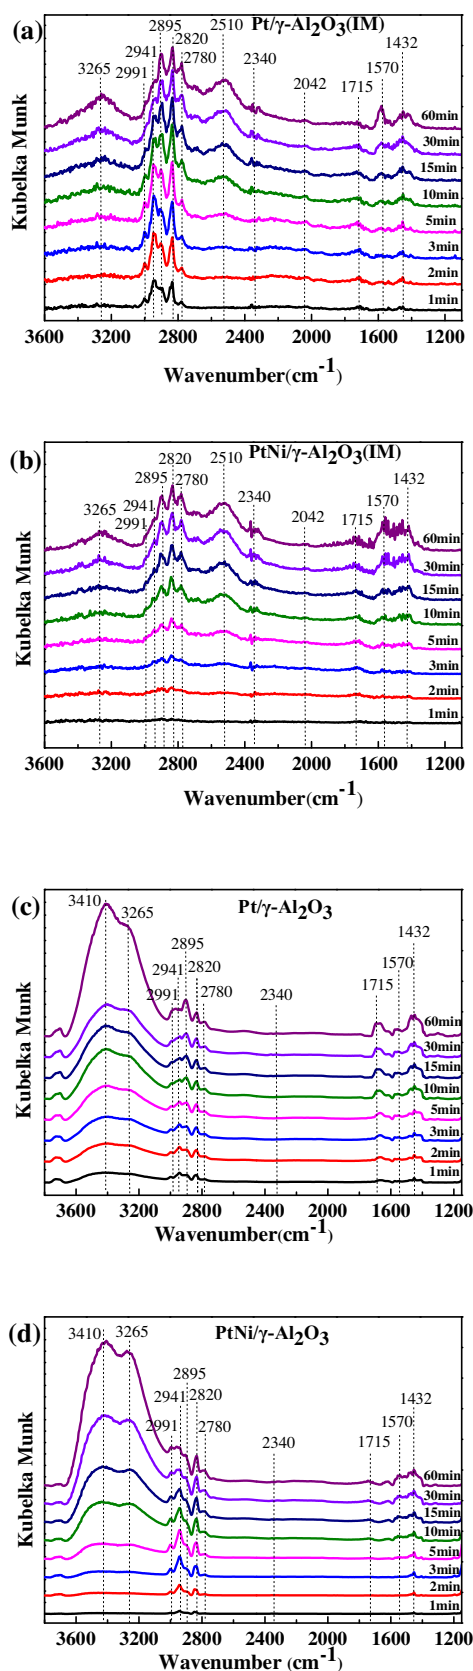 (a)
Pt/γ-Al2O3(IM)
2895
2820
2941
2510
2991
2780
3265
2340
2042
1715
1570
1432
60min
30min
15min
10min
5min
3min
2min
1min
Kubelka Munk
3600 3200 2800 2400 2000 1600 1200
Wavenumber(cm-1)
(b)
PtNi/γ-Al2O3(IM)
2820
2895
2780
2510
2941
3265
2991
2340
2042
1715
1570
1432
60min
30min
15min
10min
5min
3min
2min
1min
Kubelka Munk
3600 3200 2800 2400 2000 1600 1200
Wavenumber(cm-1)
(c)
Pt/γ-Al2O3
3410
3265
2895
2941
2820
2991
2780
2340
1715
1570
1432
60min
30min
15min
10min
5min
3min
2min
1min
Kubelka Munk
3600 3200 2800 2400 2000 1600 1200
Wavenumber(cm-1)
(d)
PtNi/γ-Al2O3
3410
3265
2895
2941
2820
2991
2780
2340
1715
1570
1432
60min
30min
15min
10min
5min
3min
2min
1min
Kubelka Munk
3600 3200 2800 2400 2000 1600 1200
Wavenumber (cm-1)